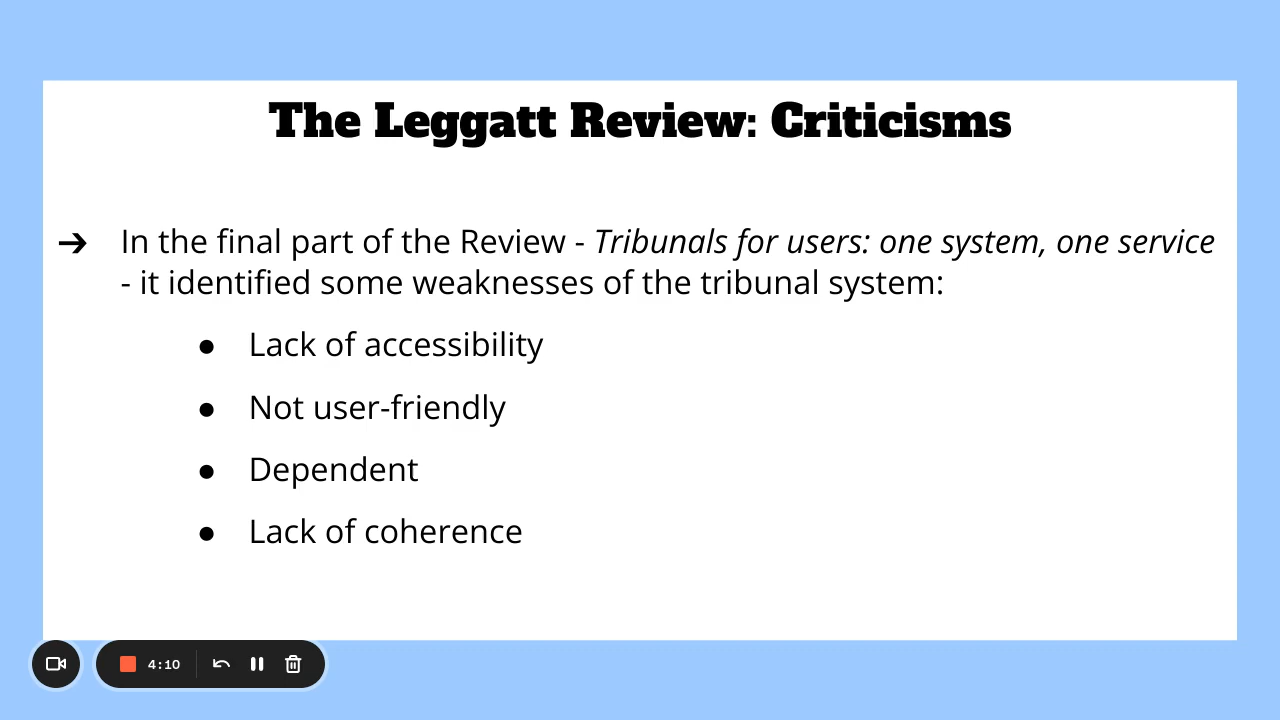 The Leggatt Review: Criticisms
➔ In the final part of the Review - Tribunals for users: one system, one service
- it identified some weaknesses of the tribunal system:
● Lack of accessibility
● Not user-friendly
● Dependent
● Lack of coherence
4:10